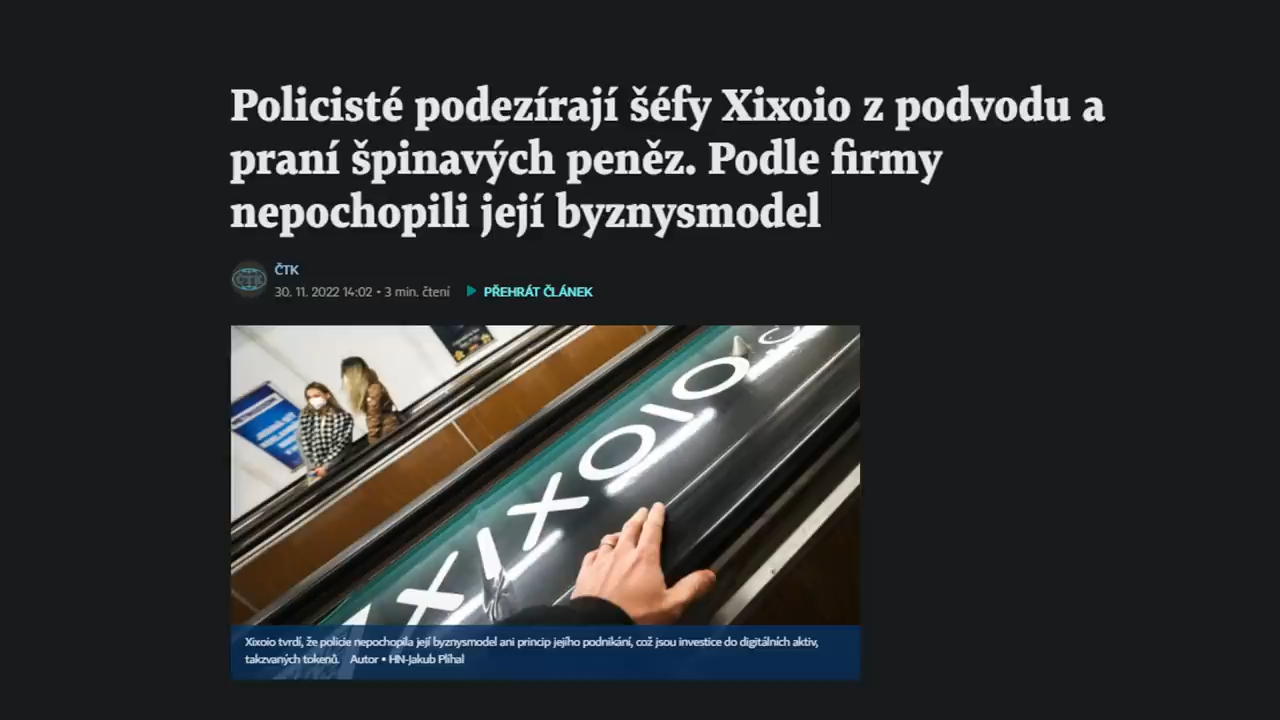 Policisté podezírají šéfy Xixoio z podvodu a
praní špinavých peněz. Podle firmy
nepochopili její byznysmodel
ČTK
30. 11. 2022 14:02 • 3 min. čtení
PŘEHRÁT ČLÁNEK
XIXOIO
Xixoio tvrdí, že policie nepochopila její byznysmodel ani princip jejího podnikání, což jsou investice do digitálních aktiv,
takzvaných tokenů. Autor • HN-Jakub Plíhal